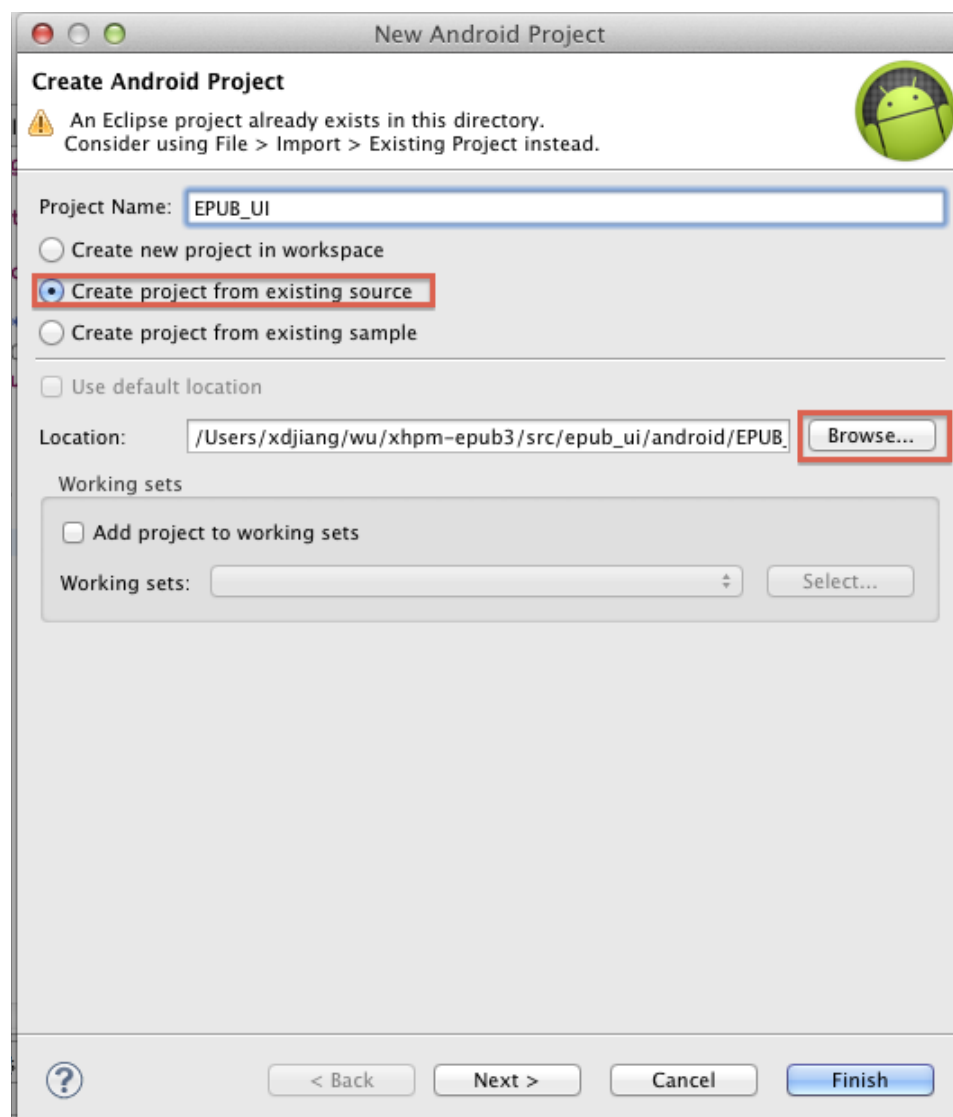 New Android Project
Create Android Project
An Eclipse project already exists in this directory.
Consider using File > Import > Existing Project instead.
Project Name: EPUB_UI
Create new project in workspace
Create project from existing source
Create project from existing sample
Use default location
Location: /Users/xdjiang/wu/xhpm-epub3/src/epub_ui/android/EPUB_ Browse...
Working sets
Add project to working sets
Working sets: Select...
? < Back Next > Cancel Finish